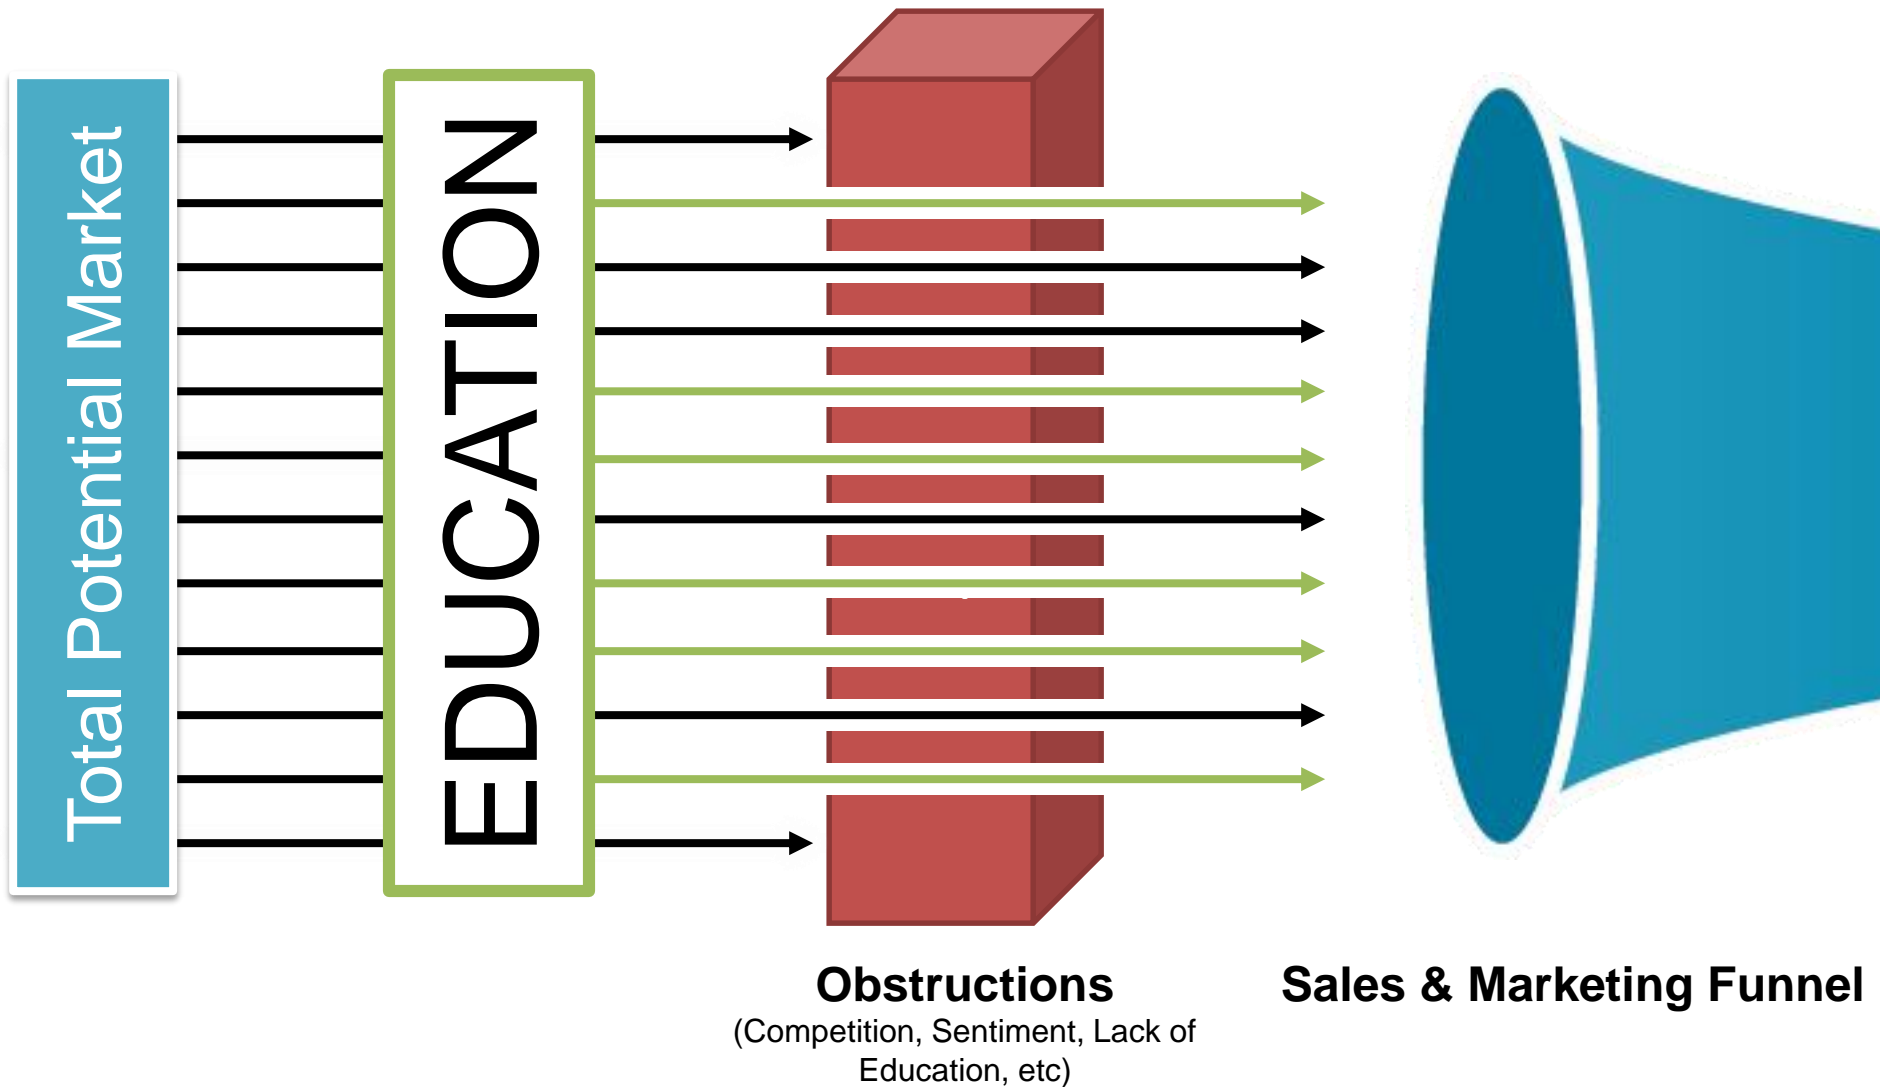 Total Potential Market
EDUCATION
Obstructions
(Competition, Sentiment, Lack of
Education, etc)
Sales & Marketing Funnel